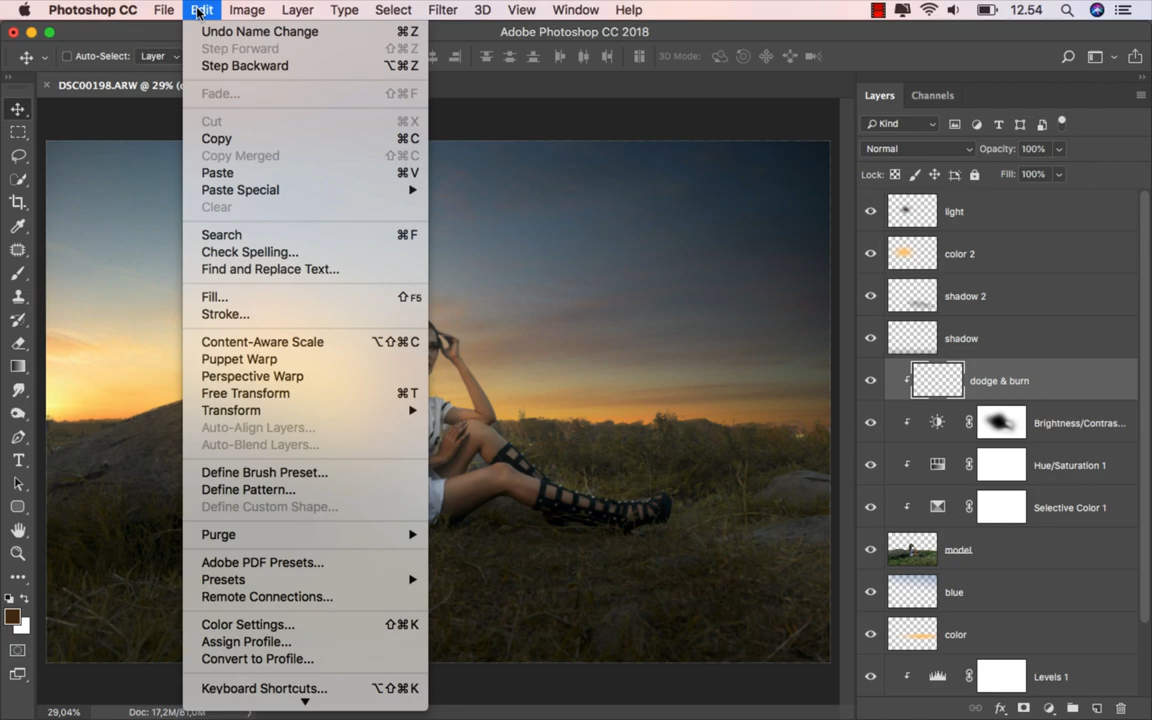 Photoshop CC File Edit Image Layer Type Select Filter 3D View Window Help 12.54
Adobe Photoshop CC 2018
Auto-Select: Layer 3D Mode:
DSC00198.ARW @ 29%
Undo Name Change ⌘Z
Step Forward ⇧⌘Z
Step Backward ⌥⌘Z
Fade... ⇧⌘F
Cut ⌘X
Copy ⌘C
Copy Merged ⇧⌘C
Paste ⌘V
Paste Special
Clear
Search ⌘F
Check Spelling...
Find and Replace Text...
Fill... ⇧F5
Stroke...
Content-Aware Scale ⌥⇧⌘C
Puppet Warp
Perspective Warp
Free Transform ⌘T
Transform
Auto-Align Layers...
Auto-Blend Layers...
Define Brush Preset...
Define Pattern...
Define Custom Shape...
Purge
Adobe PDF Presets...
Presets
Remote Connections...
Color Settings... ⇧⌘K
Assign Profile...
Convert to Profile...
Keyboard Shortcuts... ⌥⇧⌘K
Layers Channels
Kind
Normal Opacity: 100%
Lock: Fill: 100%
light
color 2
shadow 2
shadow
dodge & burn
Brightness/Contras...
Hue/Saturation 1
Selective Color 1
model
blue
color
Levels 1
29,04% Doc: 17,2M/81,0M